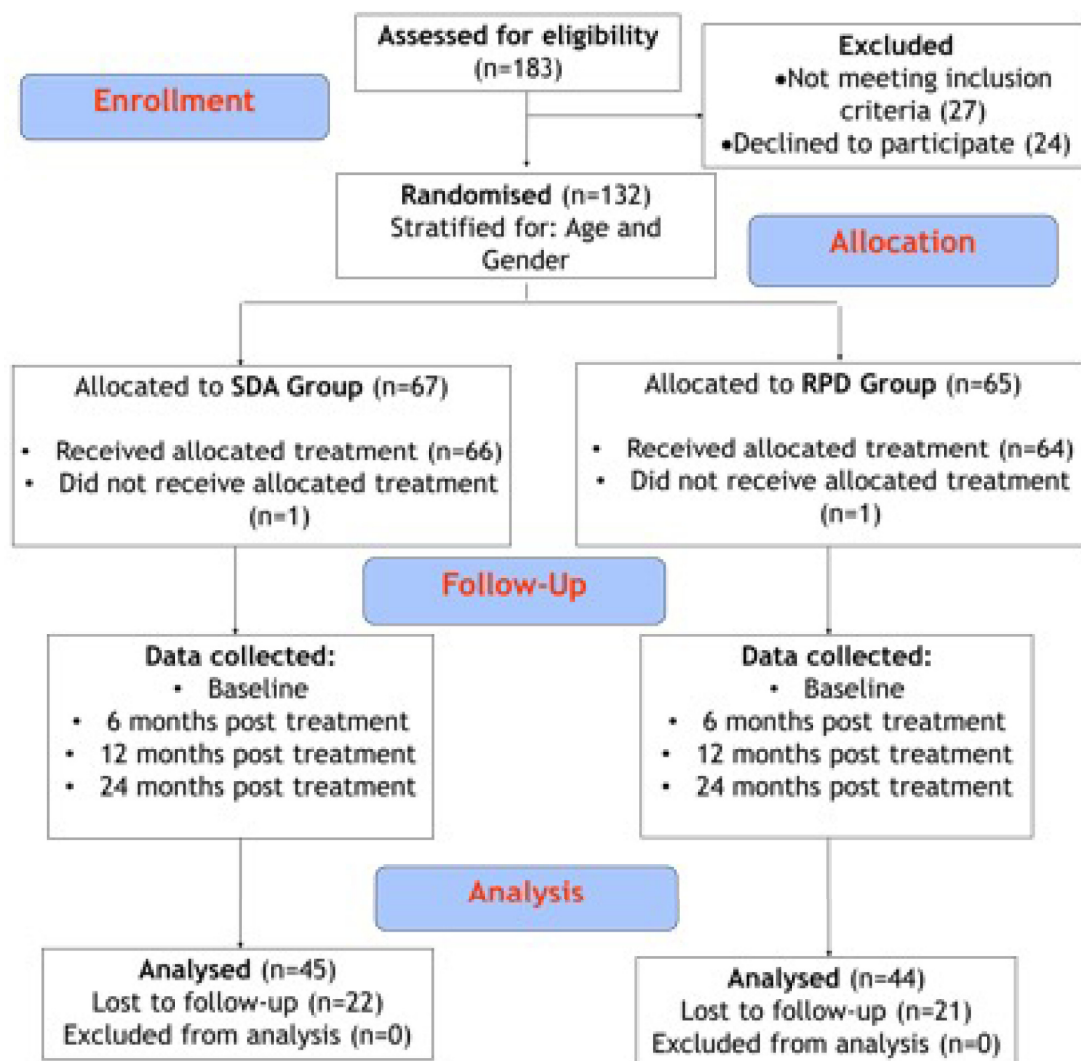 Assessed for eligibility
(n=183)
Excluded
•Not meeting inclusion
criteria (27)
•Declined to participate (24)
Enrollment
Randomised (n=132)
Stratified for: Age and
Gender
Allocation
Allocated to SDA Group (n=67)
• Received allocated treatment (n=66)
• Did not receive allocated treatment
(n=1)
Allocated to RPD Group (n=65)
• Received allocated treatment (n=64)
• Did not receive allocated treatment
(n=1)
Follow-Up
Data collected:
• Baseline
• 6 months post treatment
• 12 months post treatment
• 24 months post treatment
Data collected:
• Baseline
• 6 months post treatment
• 12 months post treatment
• 24 months post treatment
Analysis
Analysed (n=45)
Lost to follow-up (n=22)
Excluded from analysis (n=0)
Analysed (n=44)
Lost to follow-up (n=21)
Excluded from analysis (n=0)